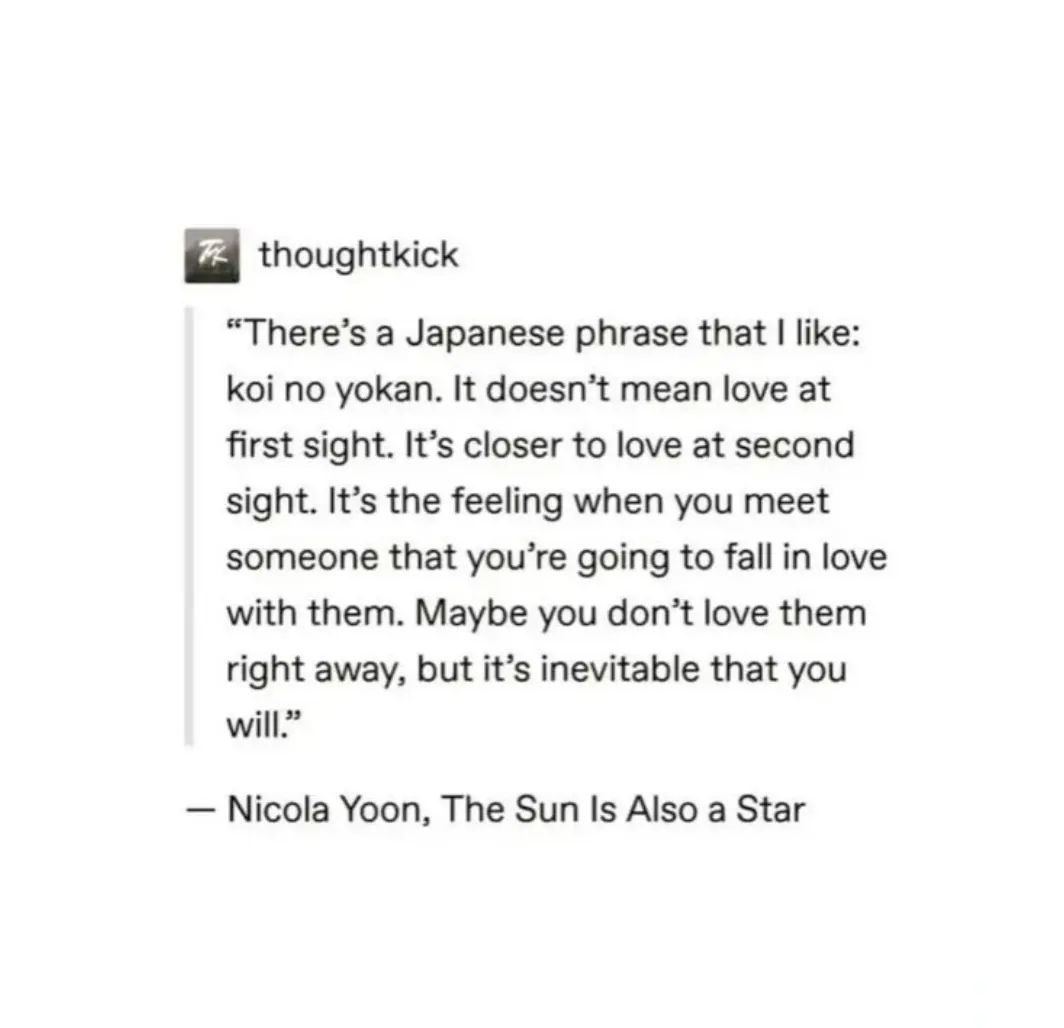 thoughtkick
“There’s a Japanese phrase that I like:
koi no yokan. It doesn’t mean love at
first sight. It’s closer to love at second
sight. It’s the feeling when you meet
someone that you’re going to fall in love
with them. Maybe you don’t love them
right away, but it’s inevitable that you
will.”
— Nicola Yoon, The Sun Is Also a Star